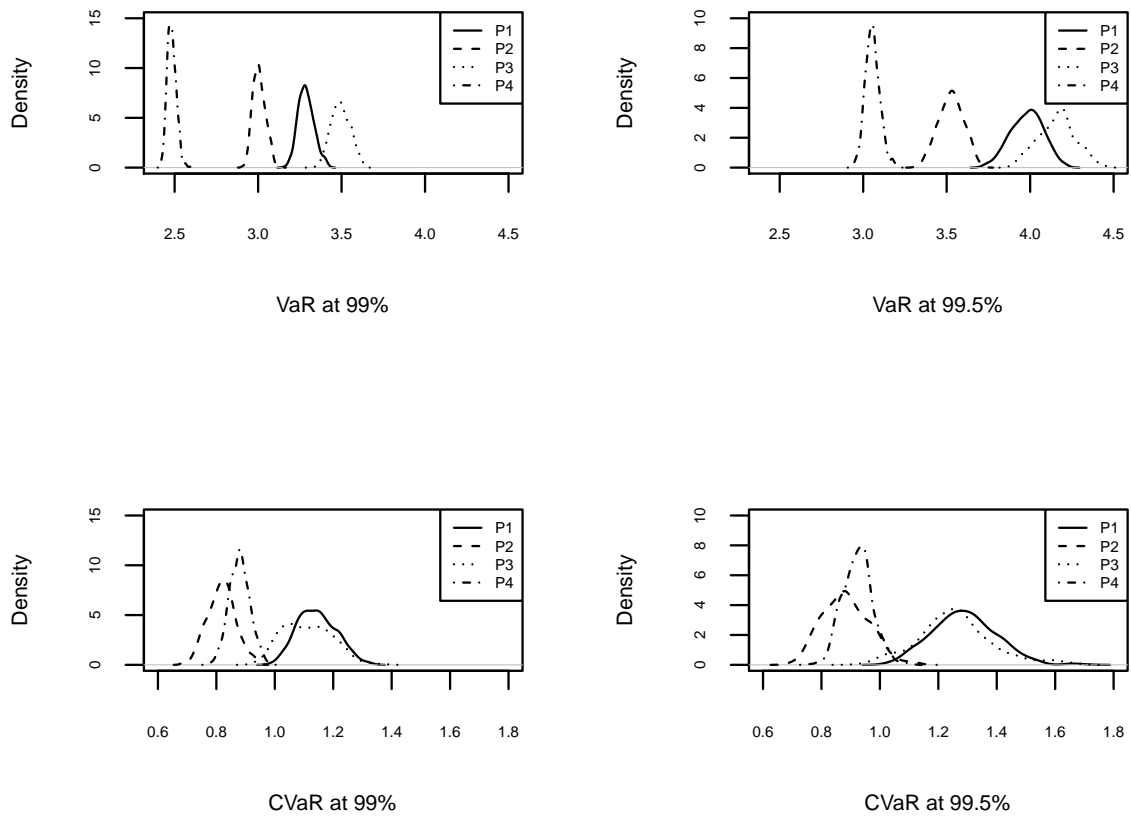 Density
15
10
5
0
P1
P2
P3
P4
2.5 3.0 3.5 4.0 4.5
VaR at 99%
Density
10
8
6
4
2
0
P1
P2
P3
P4
2.5 3.0 3.5 4.0 4.5
VaR at 99.5%
Density
15
10
5
0
P1
P2
P3
P4
0.6 0.8 1.0 1.2 1.4 1.6 1.8
CVaR at 99%
Density
10
8
6
4
2
0
P1
P2
P3
P4
0.6 0.8 1.0 1.2 1.4 1.6 1.8
CVaR at 99.5%